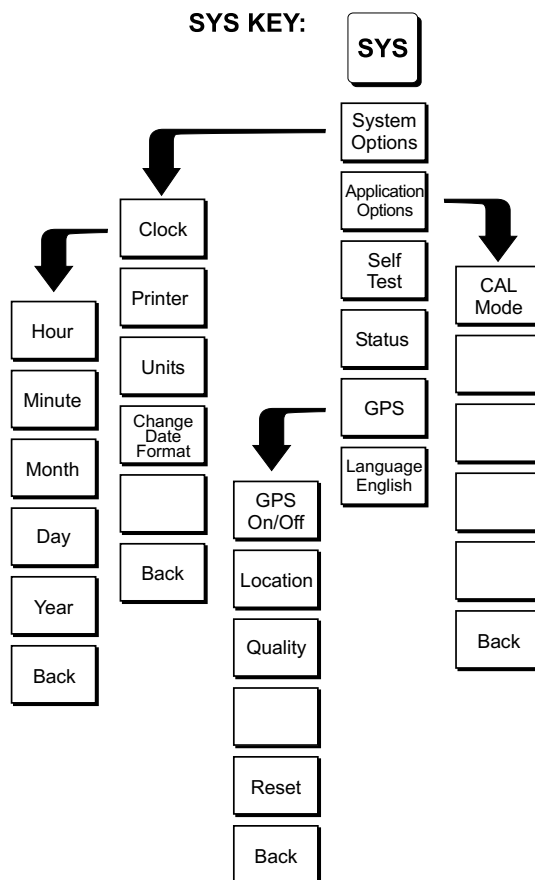 SYS KEY:
SYS
System
Options
Application
Options
Self
Test
Status
GPS
Language
English
Clock
Printer
Units
Change
Date
Format
Back
Hour
Minute
Month
Day
Year
Back
GPS
On/Off
Location
Quality
Reset
Back
CAL
Mode
Back